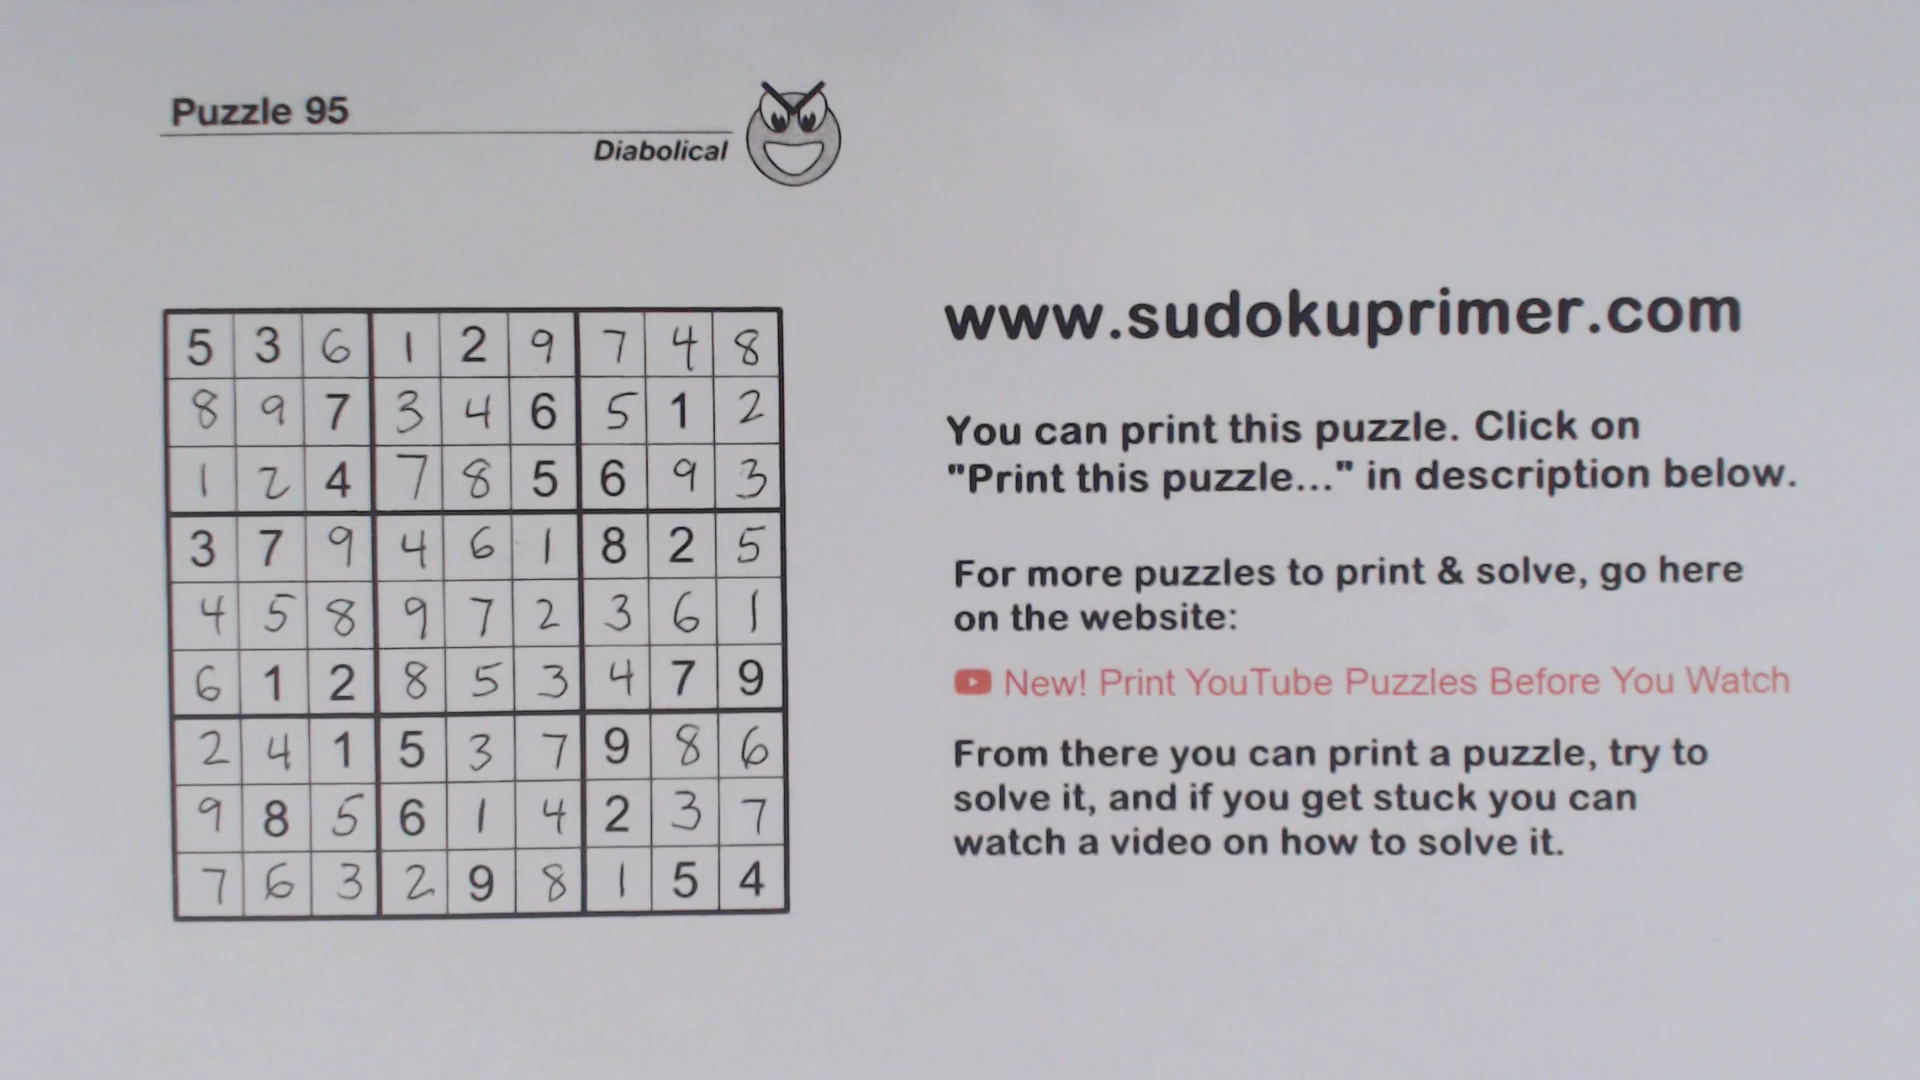 Puzzle 95
Diabolical
5 3 6 1 2 9 7 4 8
8 9 7 3 4 6 5 1 2
1 2 4 7 8 5 6 9 3
3 7 9 4 6 1 8 2 5
4 5 8 9 7 2 3 6 1
6 1 2 8 5 3 4 7 9
2 4 1 5 3 7 9 8 6
9 8 5 6 1 4 2 3 7
7 6 3 2 9 8 1 5 4
www.sudokuprimer.com
You can print this puzzle. Click on
"Print this puzzle..." in description below.
For more puzzles to print & solve, go here
on the website:
New! Print YouTube Puzzles Before You Watch
From there you can print a puzzle, try to
solve it, and if you get stuck you can
watch a video on how to solve it.